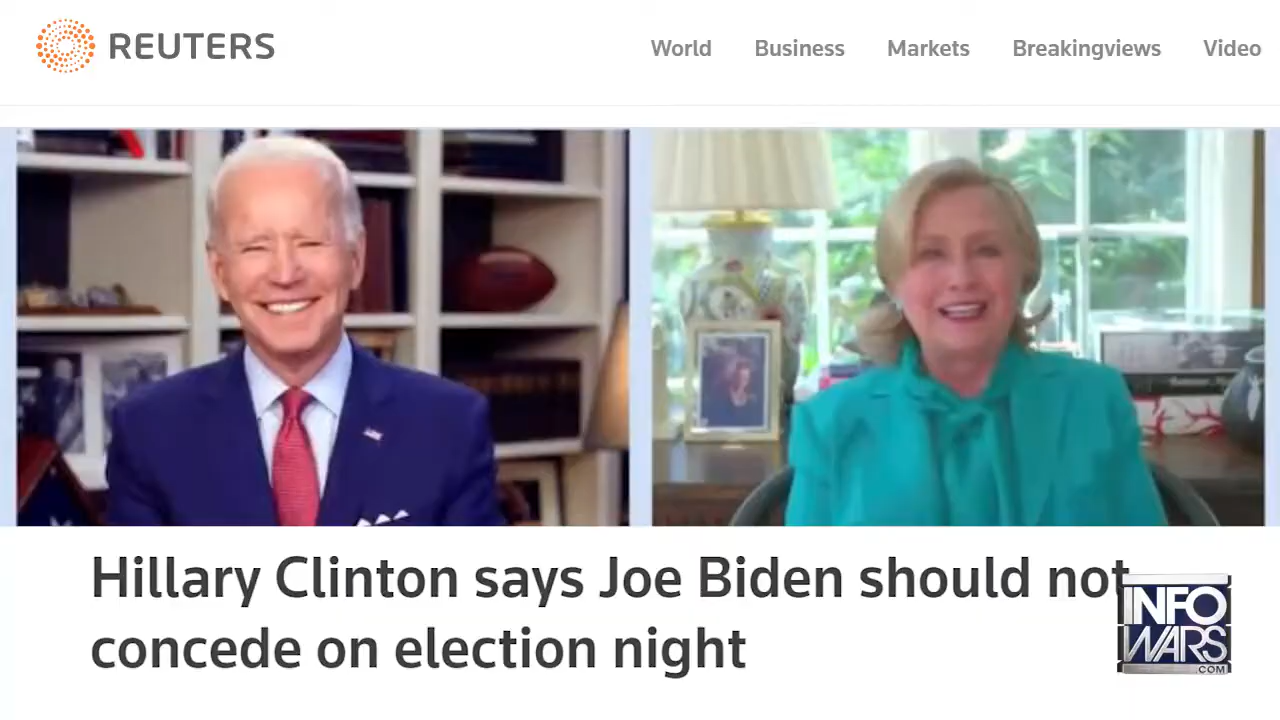 REUTERS
World Business Markets Breakingviews Video
Hillary Clinton says Joe Biden should not
concede on election night
INFO
WARS
.COM